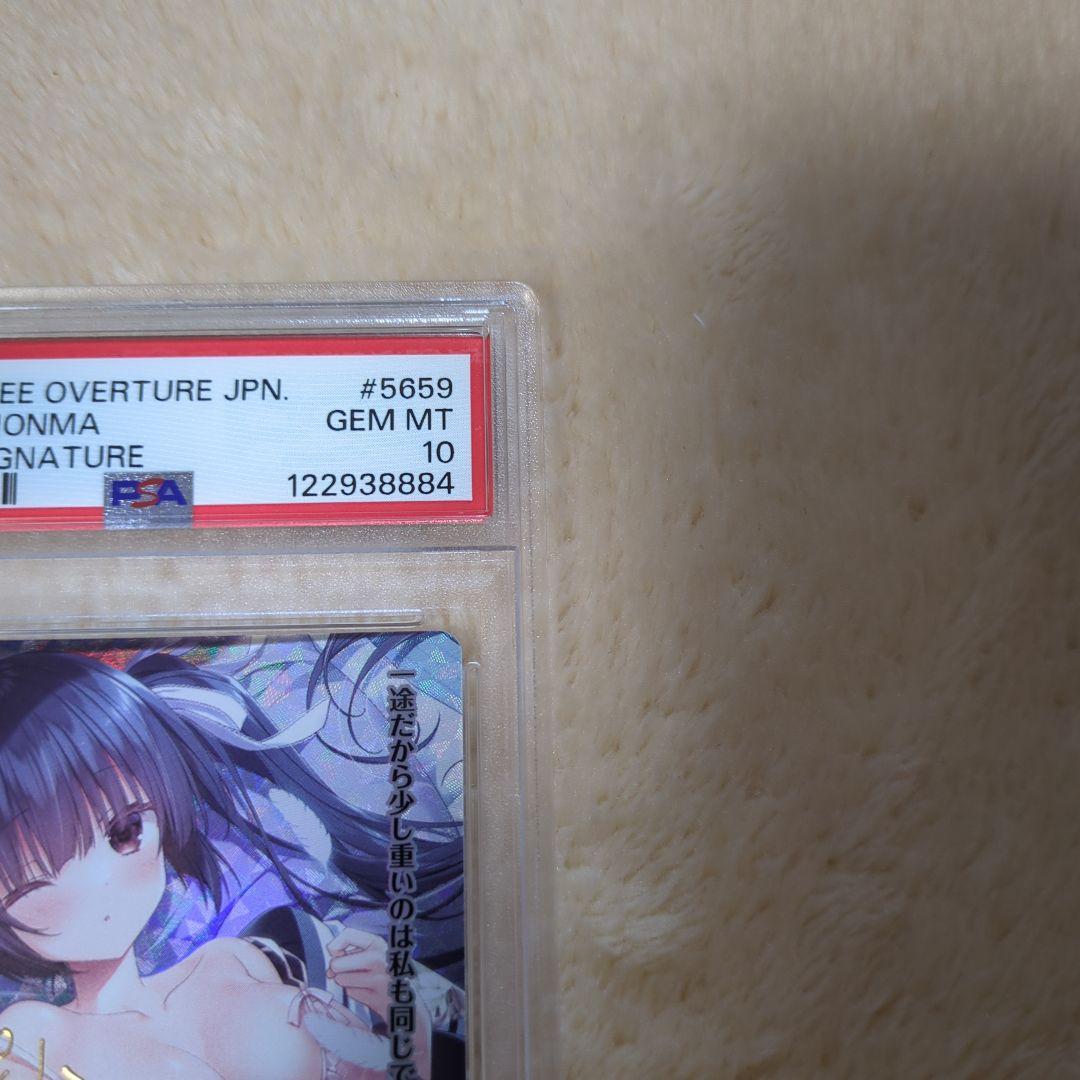 EE OVERTURE JPN. #5659
ONMA GEM MT
GNATURE 10
PSA 122938884
一途だから少し重いのは私も同じで